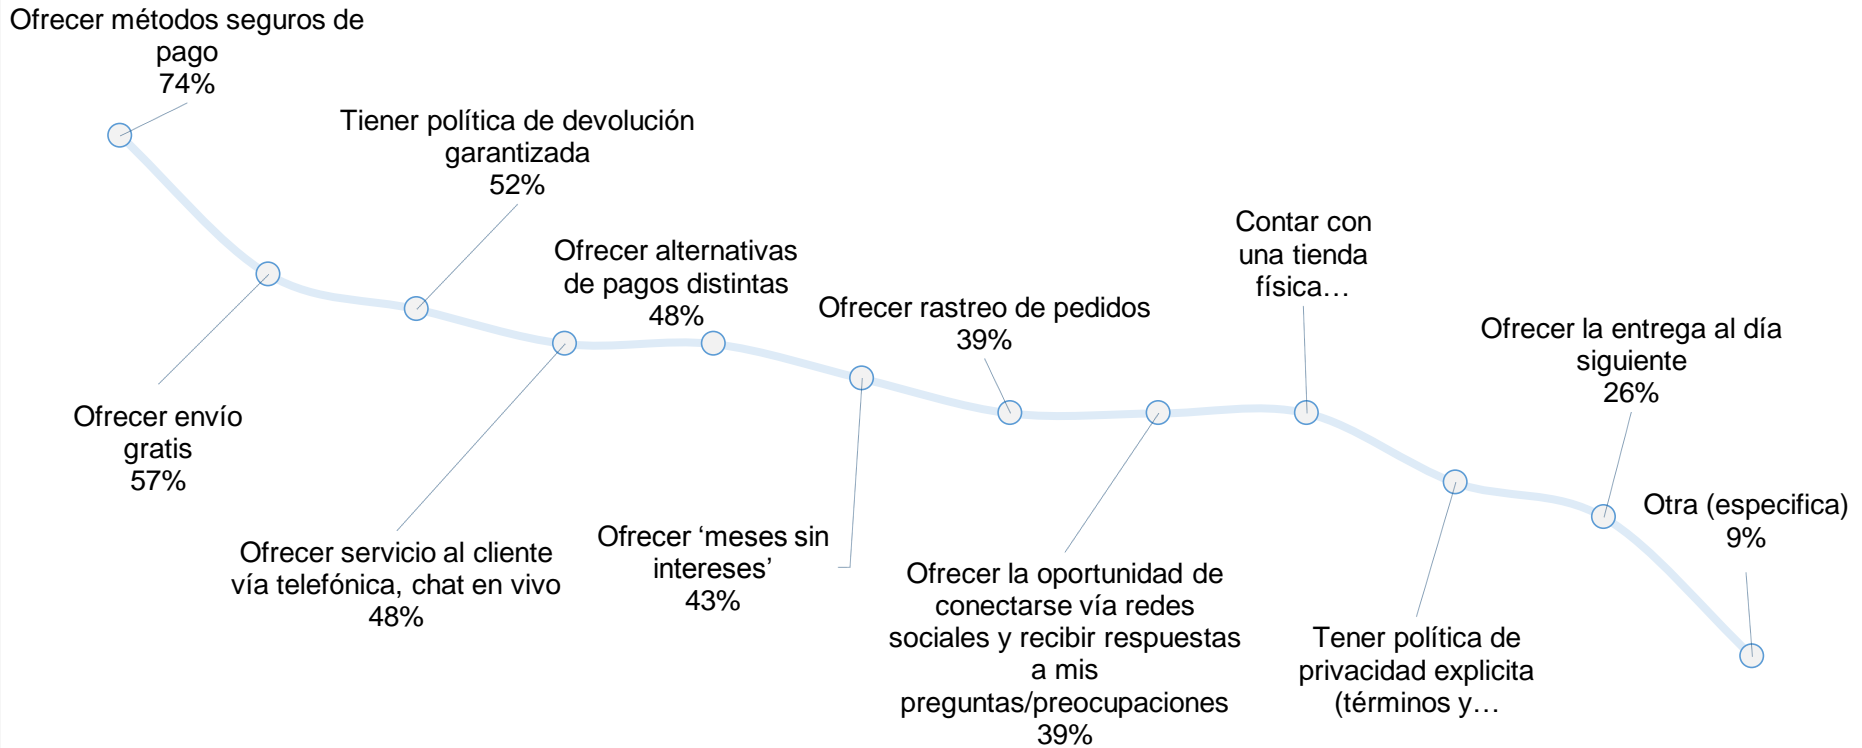 Ofrecer métodos seguros de
pago
74%
Tiener política de devolución
garantizada
52%
Ofrecer alternativas
de pagos distintas
48%
Ofrecer rastreo de pedidos
39%
Contar con
una tienda
física…
Ofrecer la entrega al día
siguiente
26%
Otra (especifica)
9%
Ofrecer envío
gratis
57%
Ofrecer servicio al cliente
vía telefónica, chat en vivo
48%
Ofrecer ‘meses sin
intereses’
43%
Ofrecer la oportunidad de
conectarse vía redes
sociales y recibir respuestas
a mis
preguntas/preocupaciones
39%
Tener política de
privacidad explicita
(términos y…